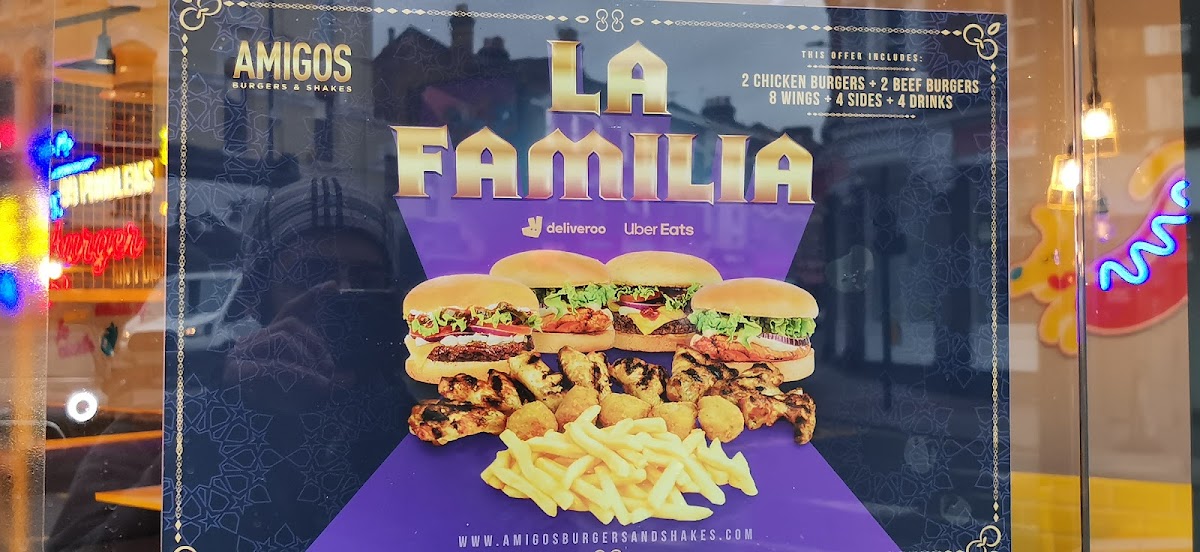 AMIGOS
BURGERS & SHAKES
LA
FAMILIA
THIS OFFER INCLUDES:
2 CHICKEN BURGERS + 2 BEEF BURGERS
8 WINGS + 4 SIDES + 4 DRINKS
deliveroo Uber Eats
WWW.AMIGOSBURGERSANDSHAKES.COM
PROBLEMS
burger